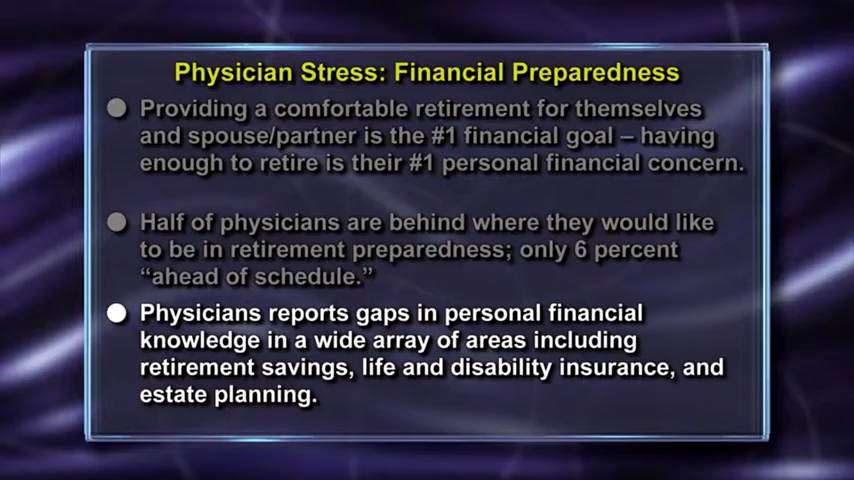 Physician Stress: Financial Preparedness
Providing a comfortable retirement for themselves
and spouse/partner is the #1 financial goal – having
enough to retire is their #1 personal financial concern.
Half of physicians are behind where they would like
to be in retirement preparedness; only 6 percent
“ahead of schedule.”
Physicians reports gaps in personal financial
knowledge in a wide array of areas including
retirement savings, life and disability insurance, and
estate planning.